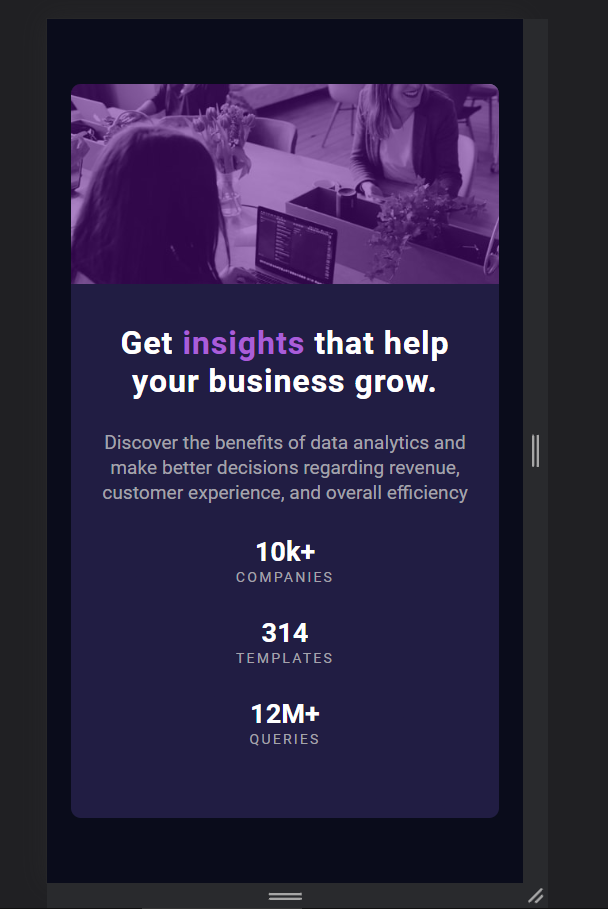 Get insights that help
your business grow.
Discover the benefits of data analytics and
make better decisions regarding revenue,
customer experience, and overall efficiency
10k+
COMPANIES
314
TEMPLATES
12M+
QUERIES